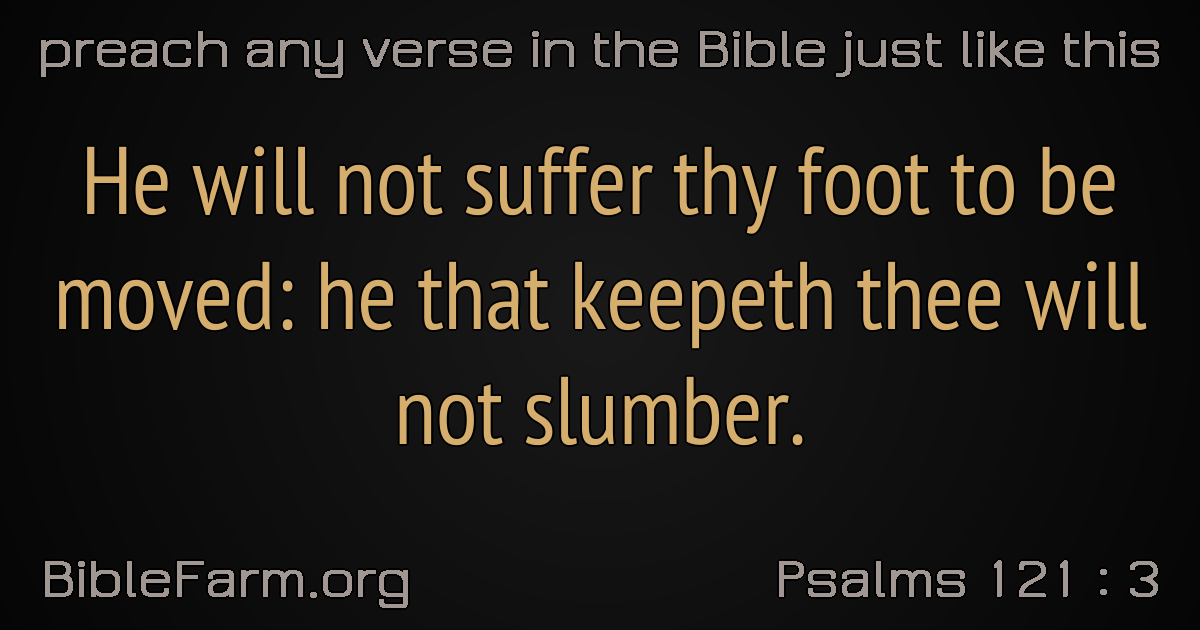 preach any verse in the Bible just like this
He will not suffer thy foot to be
moved: he that keepeth thee will
not slumber.
BibleFarm.org
Psalms 121 : 3